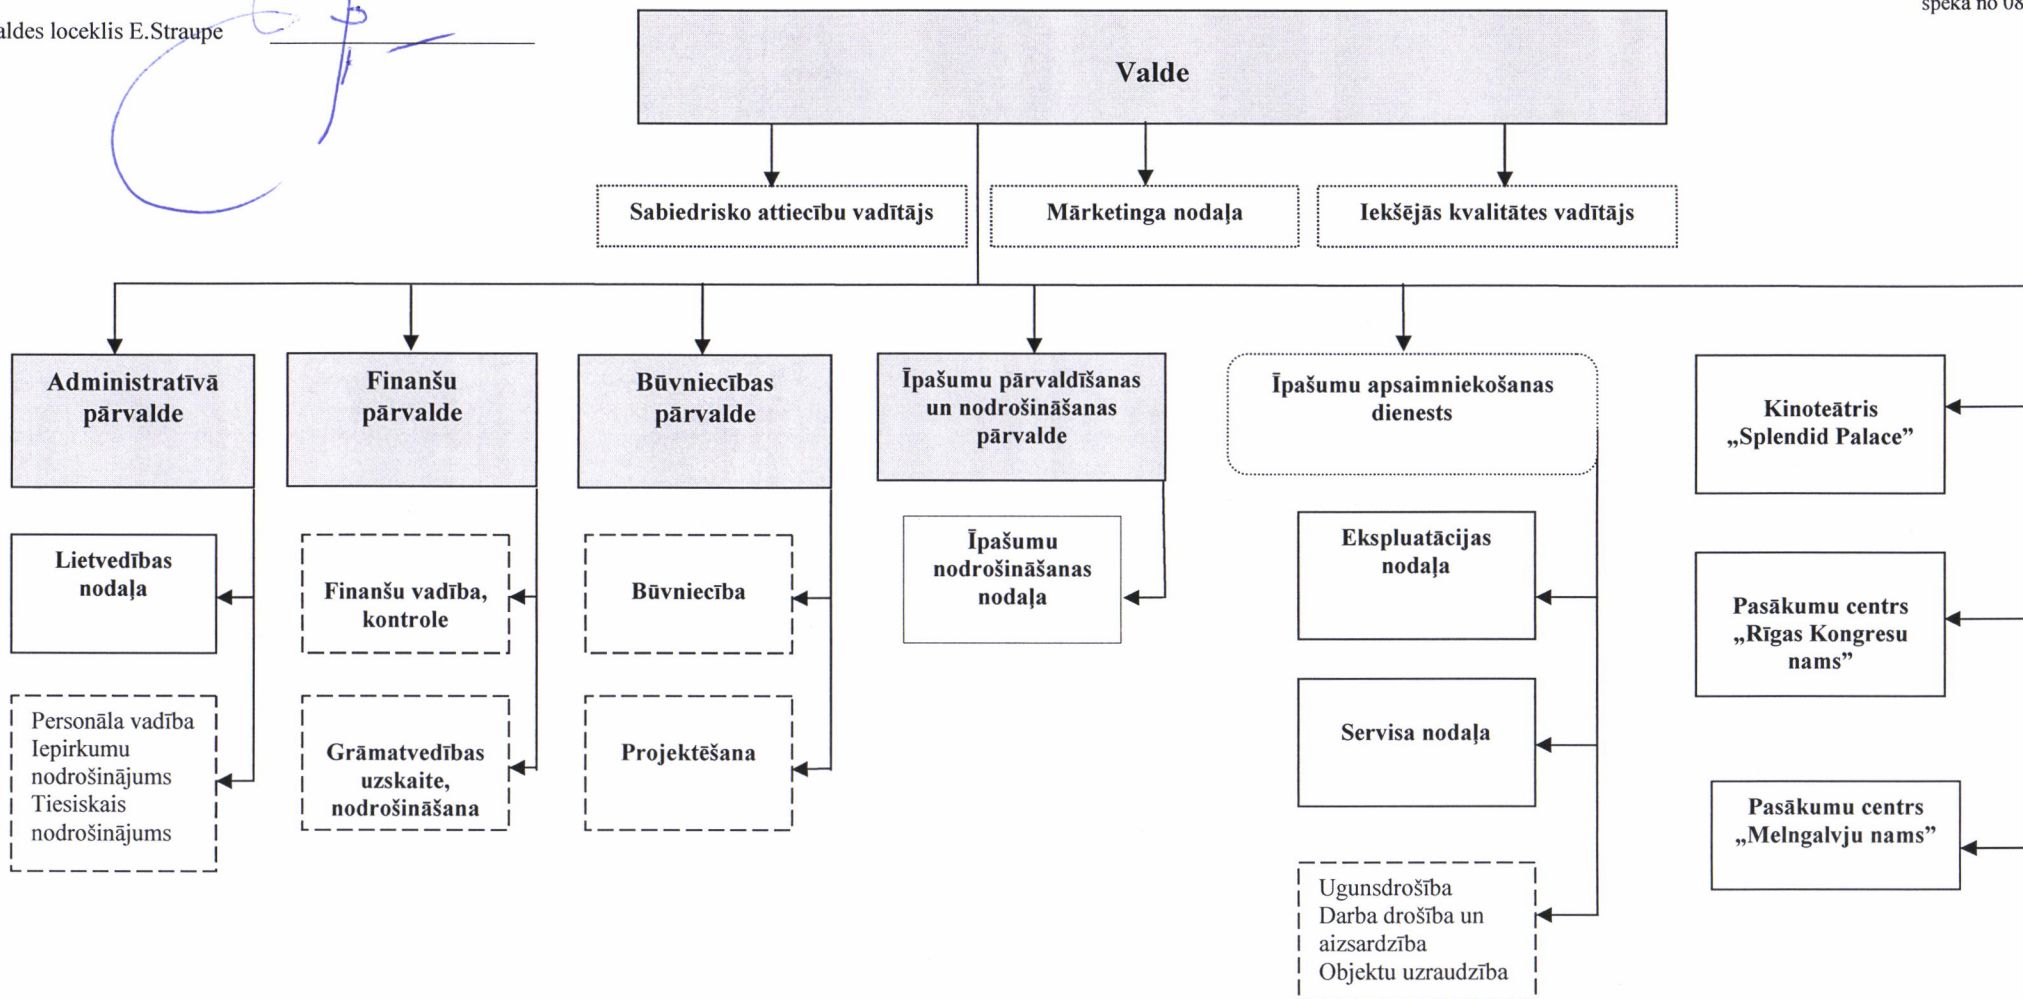 aldes loceklis E.Straupe
spēkā no 08
Valde
Sabiedrisko attiecību vadītājs
Mārketinga nodaļa
Iekšējās kvalitātes vadītājs
Administratīvā
pārvalde
Finanšu
pārvalde
Būvniecības
pārvalde
Īpašumu pārvaldīšanas
un nodrošināšanas
pārvalde
Īpašumu apsaimniekošanas
dienests
Kinoteātris
„Splendid Palace”
Lietvedības
nodaļa
Finanšu vadība,
kontrole
Būvniecība
Īpašumu
nodrošināšanas
nodaļa
Ekspluatācijas
nodaļa
Pasākumu centrs
„Rīgas Kongresu
nams”
Personāla vadība
Iepirkumu
nodrošinājums
Tiesiskais
nodrošinājums
Grāmatvedības
uzskaite,
nodrošināšana
Projektēšana
Servisa nodaļa
Pasākumu centrs
„Melngalvju nams”
Ugunsdrošība
Darba drošība un
aizsardzība
Objektu uzraudzība